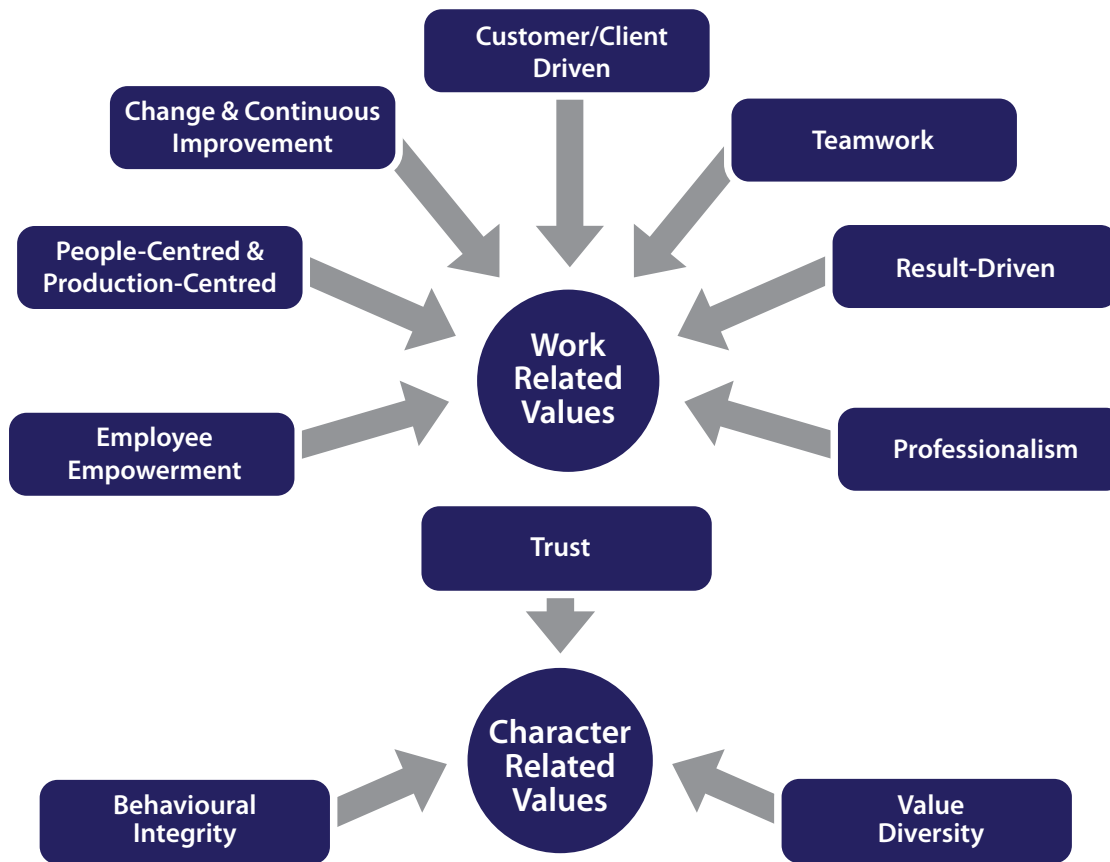 Customer/Client
Driven
Change & Continuous
Improvement
Teamwork
People-Centred &
Production-Centred
Result-Driven
Work
Related
Values
Employee
Empowerment
Professionalism
Trust
Character
Related
Values
Behavioural
Integrity
Value
Diversity